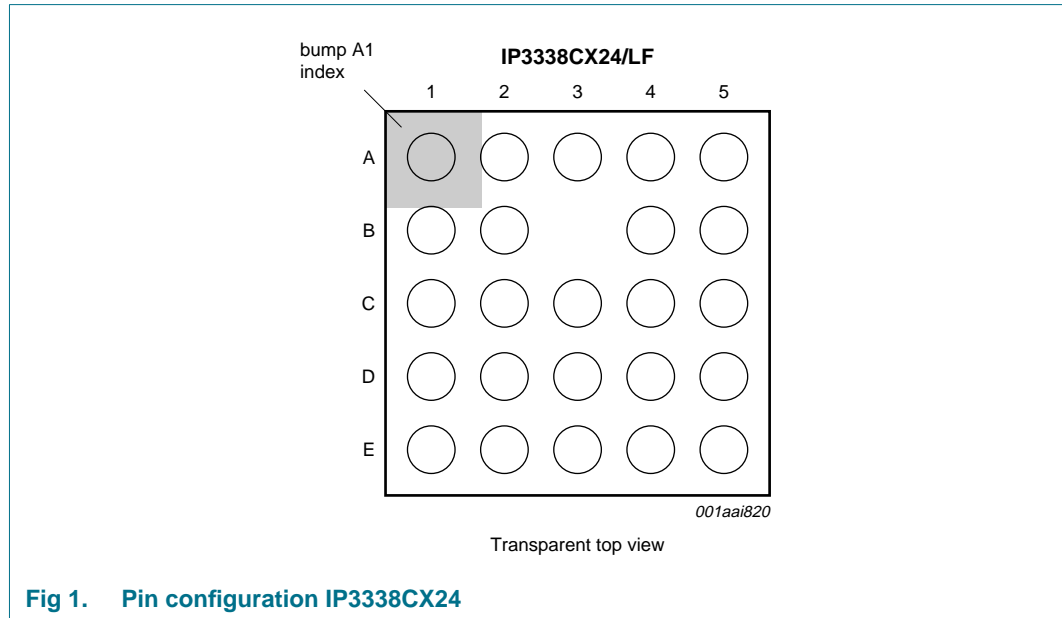 bump A1
index
IP3338CX24/LF
1 2 3 4 5
A
B
C
D
E
001aai820
Transparent top view
Fig 1. Pin configuration IP3338CX24